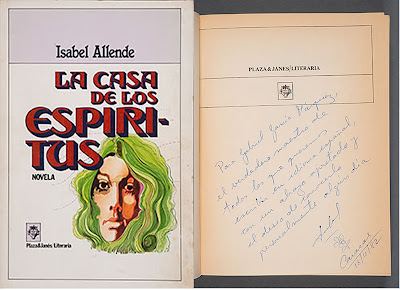 Isabel Allende
LA CASA
DE LOS
ESPIRI-
TUS
NOVELA
Plaza&Janés Literaria
PLAZA & JANES/LITERARIA
Para Gabriel García Márquez,
el verdadero maestro de
todos los que queremos
escribir en idioma español,
con un abrazo apretado y
el deseo de conocerlo
personalmente algún día
Isabel
Caracas